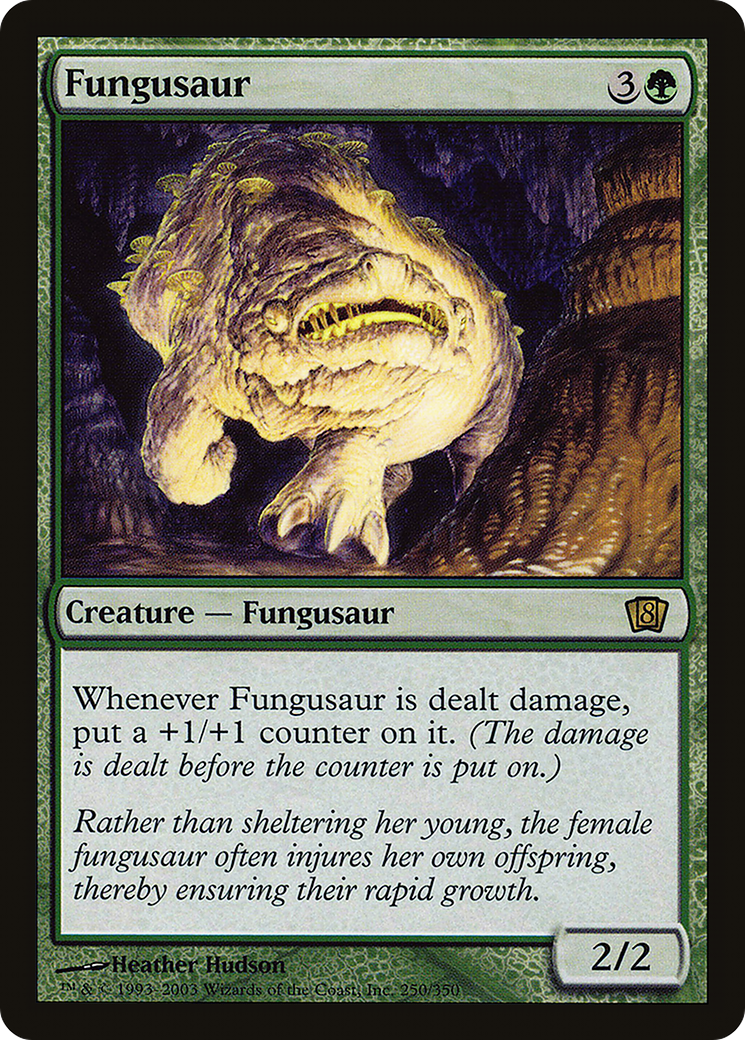 Fungusaur 3
Creature — Fungusaur 8
Whenever Fungusaur is dealt damage,
put a +1/+1 counter on it. (The damage
is dealt before the counter is put on.)
Rather than sheltering her young, the female
fungusaur often injures her own offspring,
thereby ensuring their rapid growth.
2/2
Heather Hudson
™ & © 1993-2003 Wizards of the Coast, Inc. 250/350